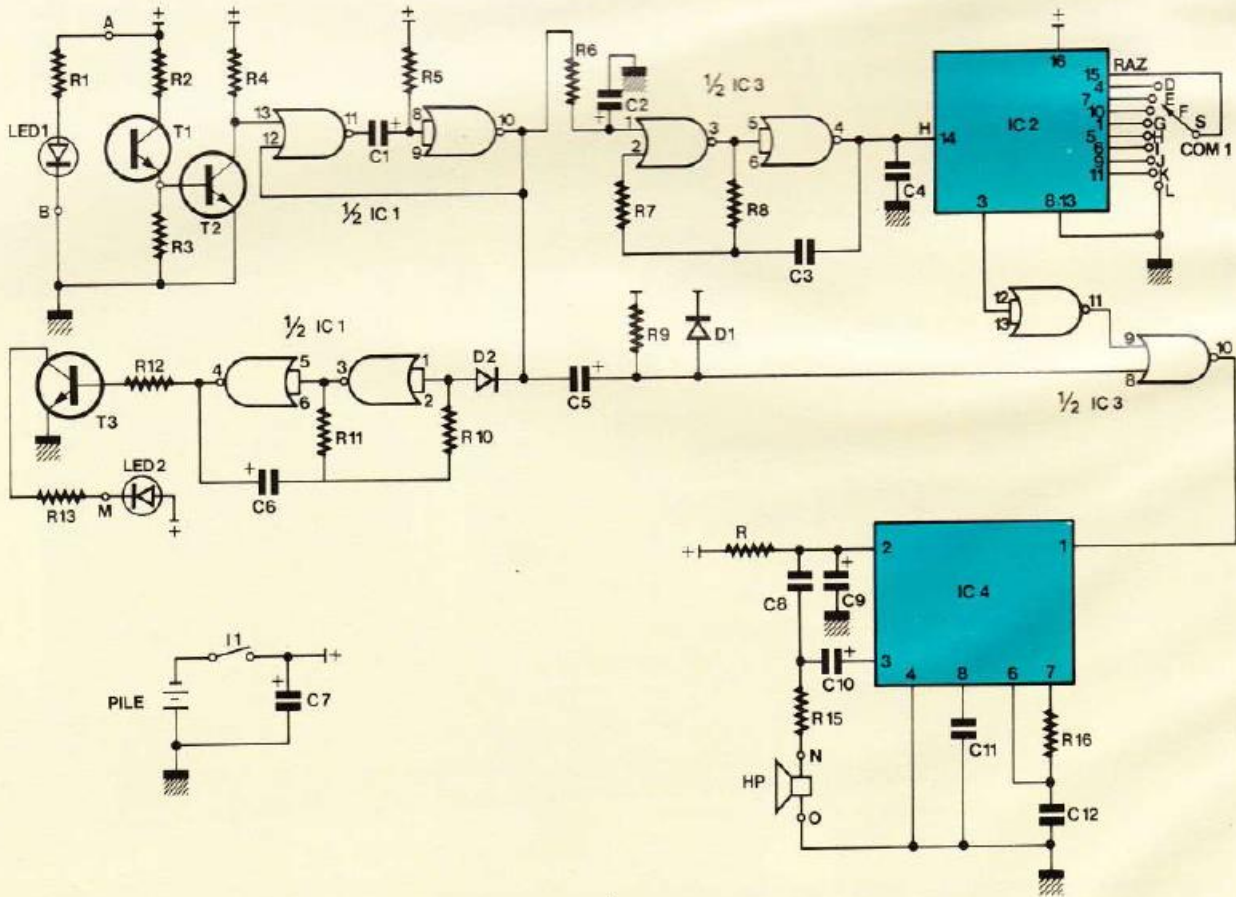 A
+
+
+
+
R1
R2
R4
R5
R6
C2
+
½ IC 3
16
15
RAZ
4
D
7
E
10
F
1
G
5
H
6
I
9
J
11
K
L
S
COM 1
LED1
T1
T2
R3
B
13
12
11
C1
+
8
9
10
½ IC 1
1
2
3
5
6
4
R7
R8
C3
C4
H
14
IC 2
3
8·13
12
13
11
9
8
10
½ IC 3
½ IC 1
R12
4
5
6
3
1
2
D2
C5
+
R9
D1
T3
R11
R10
+
C6
LED2
R13
M
+
+
R
2
1
IC 4
C8
+
C9
C10
+
3
4
8
6
7
R15
C11
R16
C12
N
HP
O
I1
+
PILE
+
C7